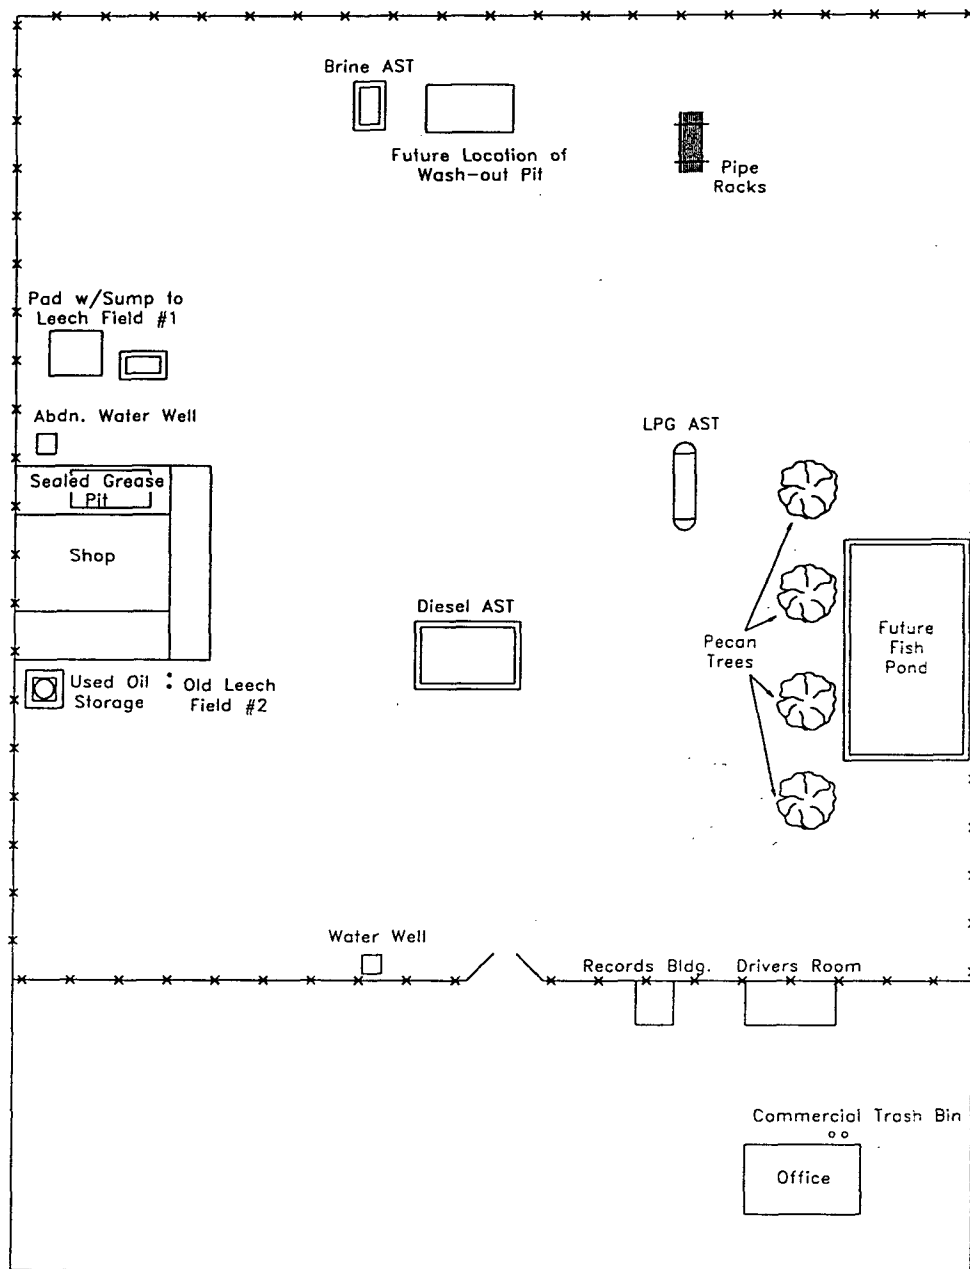 Brine AST
Future Location of
Wash-out Pit
Pipe
Racks
Pad w/Sump to
Leech Field #1
Abdn. Water Well
LPG AST
Sealed Grease
Pit
Shop
Diesel AST
Pecan
Trees
Future
Fish
Pond
Used Oil
Storage
Old Leech
Field #2
Water Well
Records Bldg.
Drivers Room
Commercial Trash Bin
Office